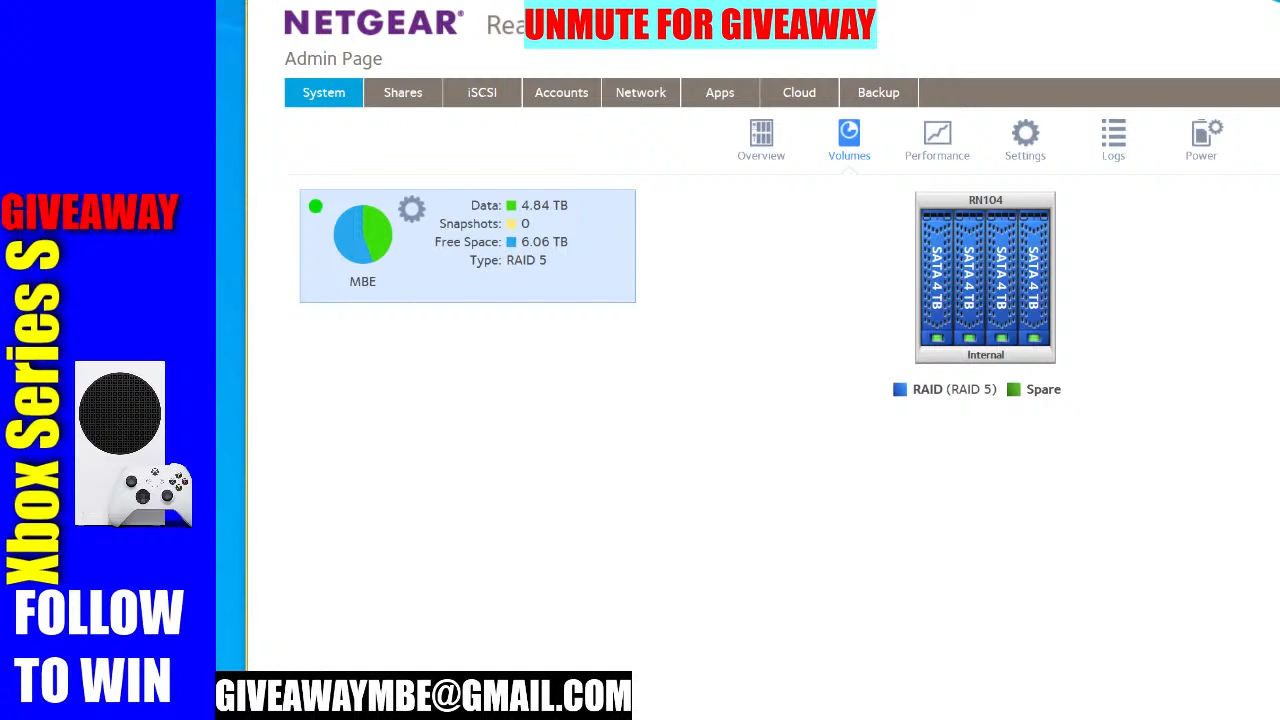 NETGEAR® Rea
UNMUTE FOR GIVEAWAY
Admin Page
System Shares iSCSI Accounts Network Apps Cloud Backup
Overview Volumes Performance Settings Logs Power
GIVEAWAY
Xbox Series S
FOLLOW
TO WIN
Data: 4.84 TB
Snapshots: 0
Free Space: 6.06 TB
Type: RAID 5
MBE
RN104
SATA 4 TB
SATA 4 TB
SATA 4 TB
SATA 4 TB
Internal
RAID (RAID 5) Spare
GIVEAWAYMBE@GMAIL.COM